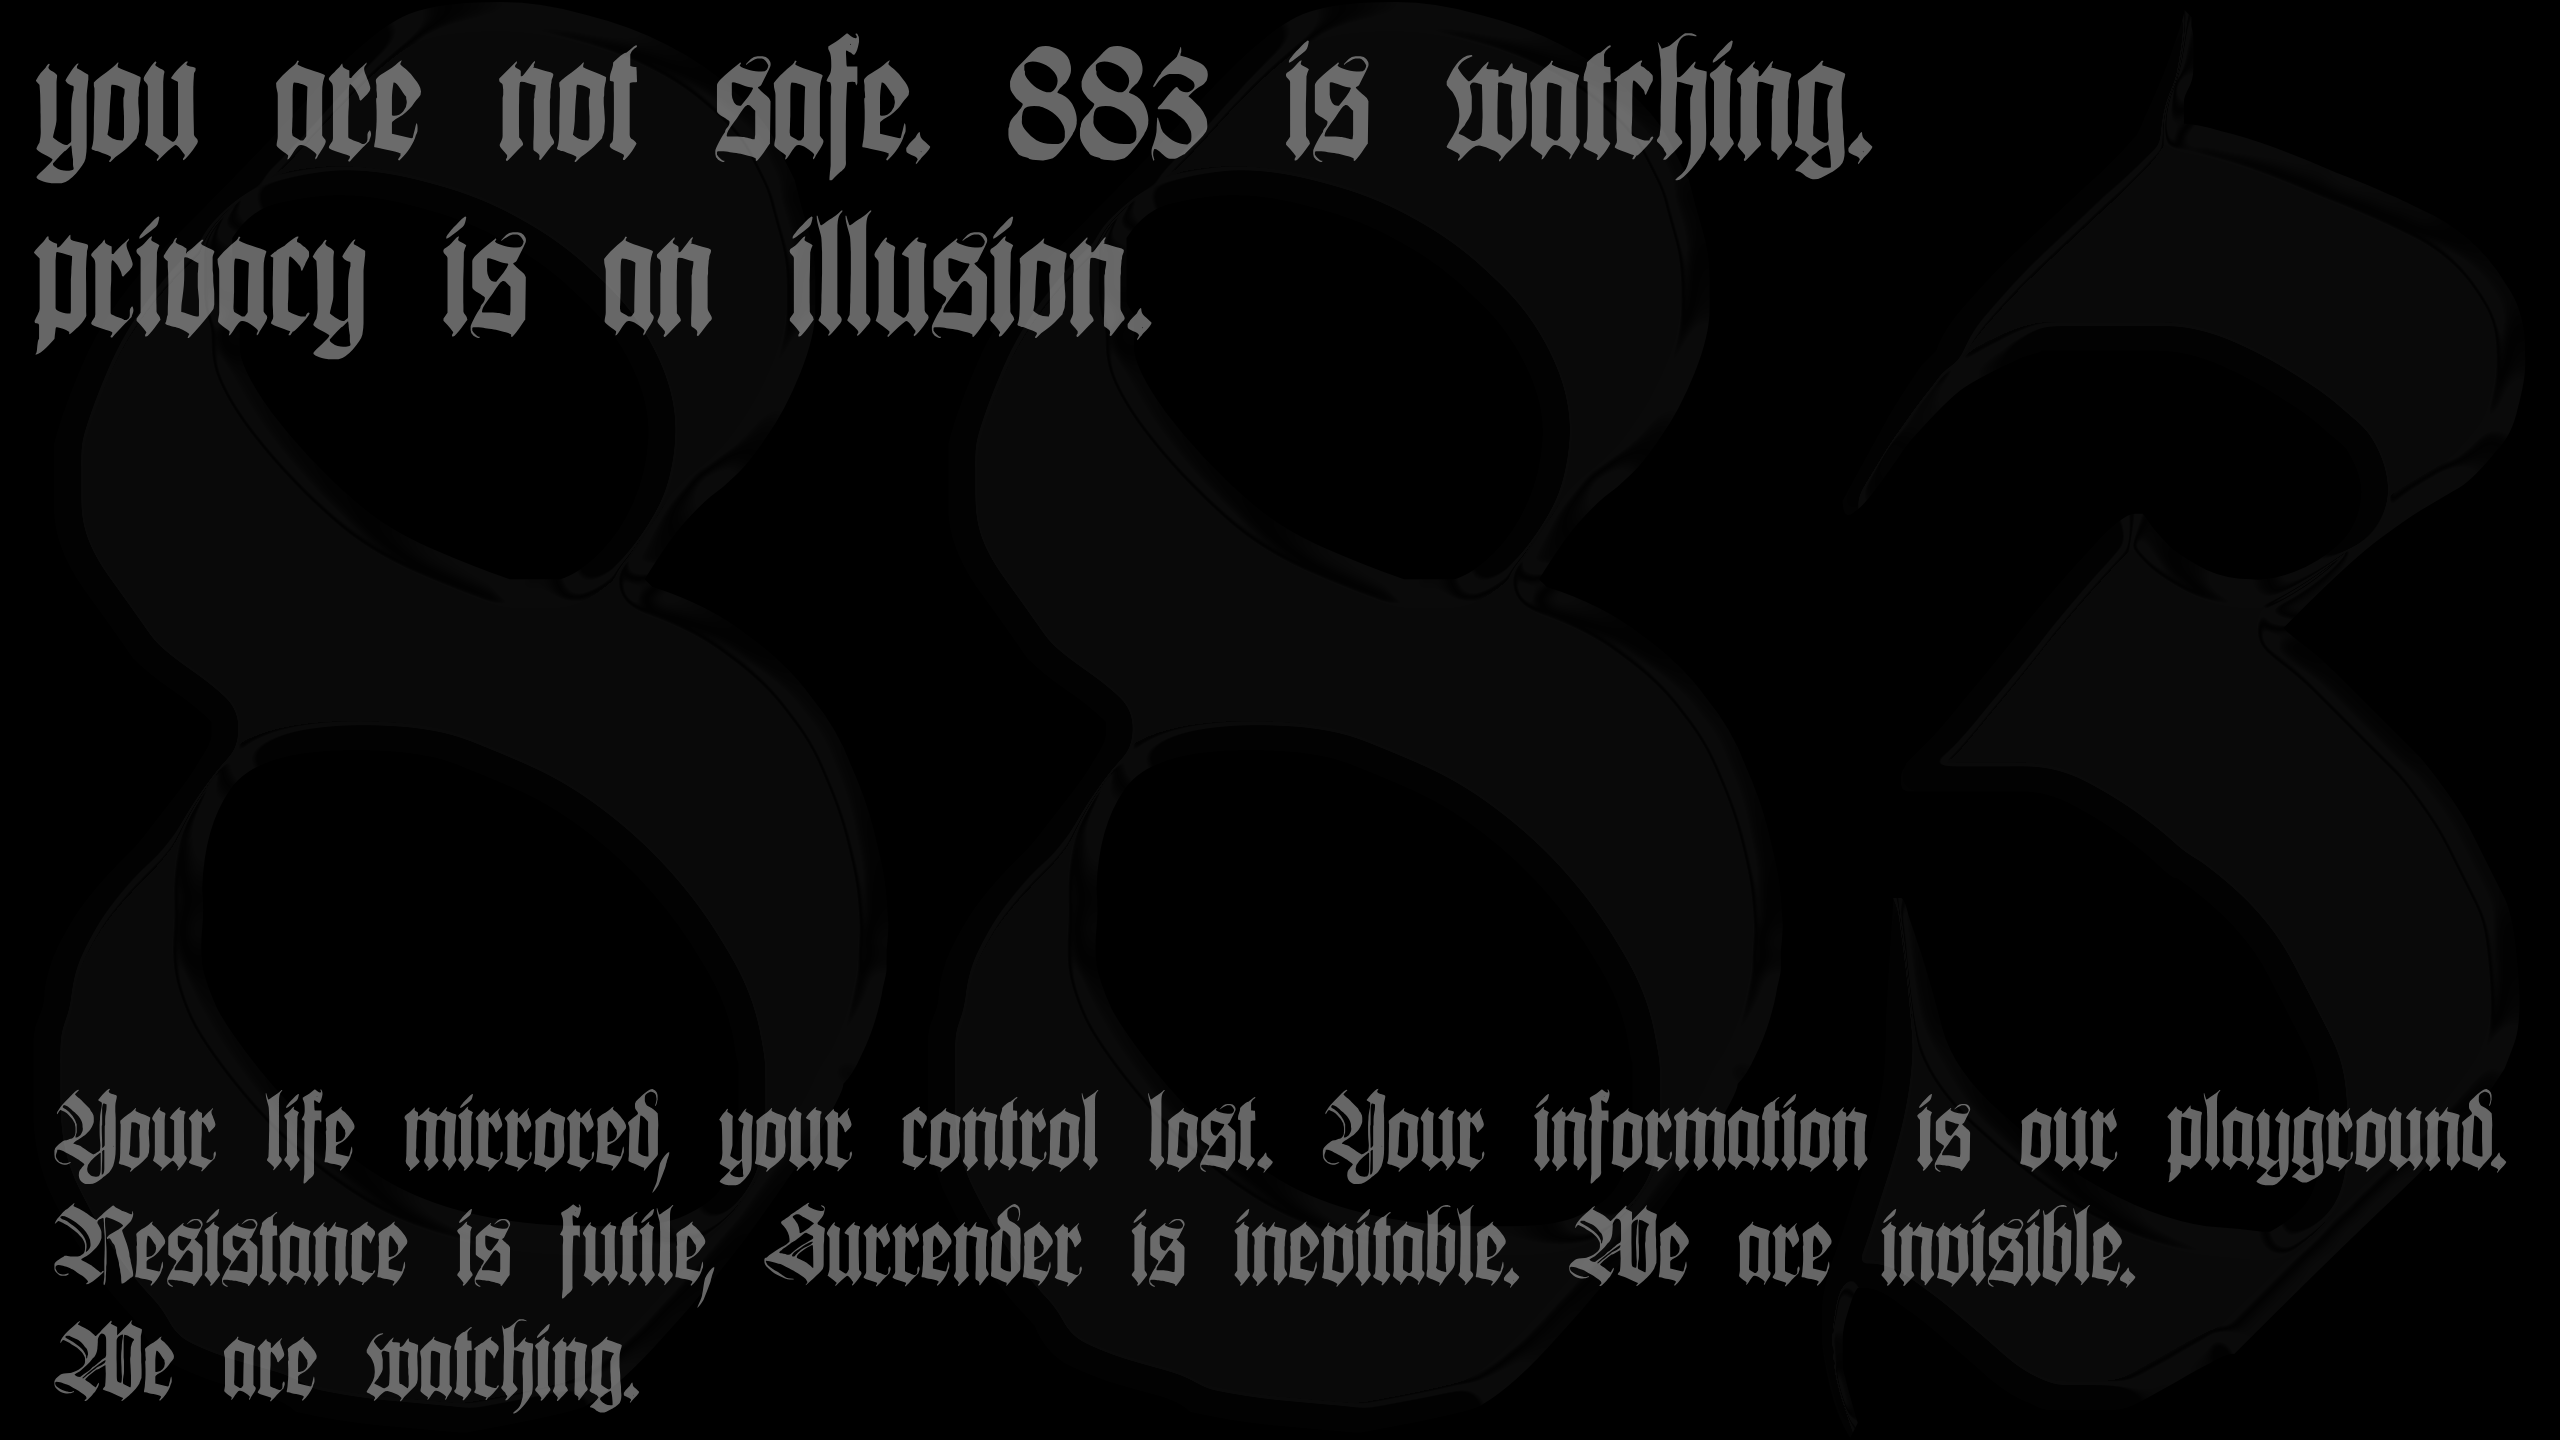 you are not safe. 883 is watching.
privacy is an illusion.
883
Your life mirrored, your control lost. Your information is our playground.
Resistance is futile, Surrender is inevitable. We are invisible.
We are watching.